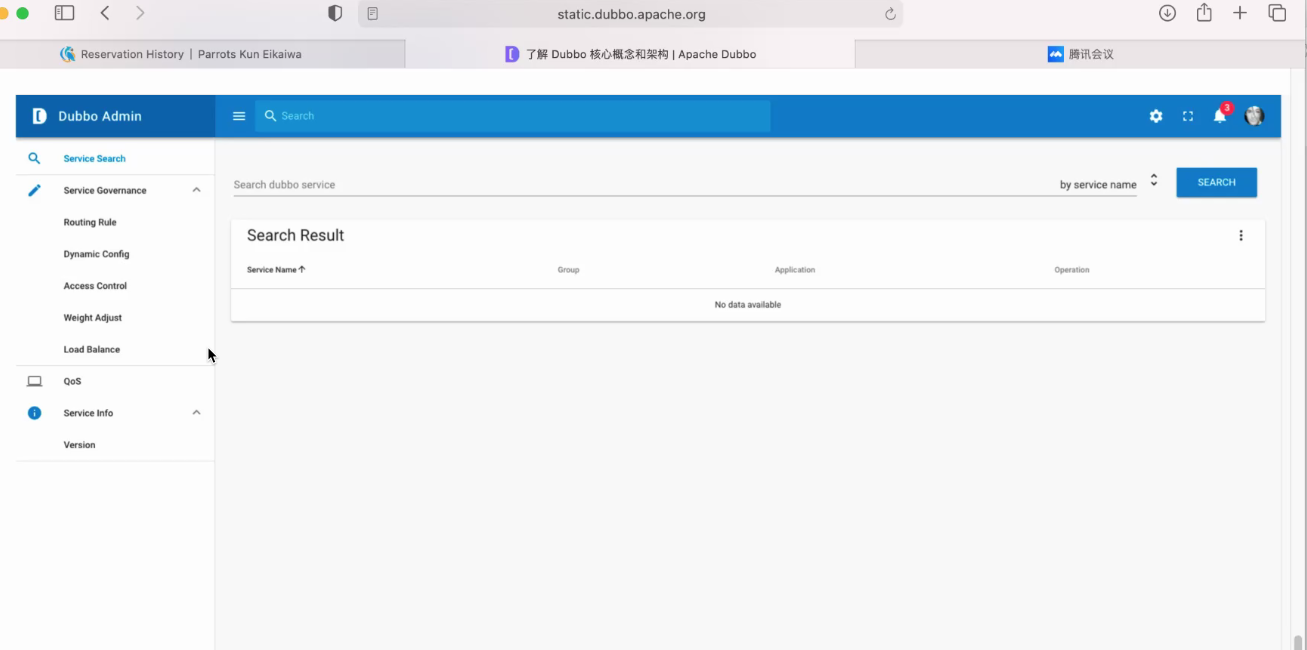 static.dubbo.apache.org
Reservation History | Parrots Kun Eikaiwa
了解 Dubbo 核心概念和架构 | Apache Dubbo
腾讯会议
Dubbo Admin
Search
3
Service Search
Service Governance
Routing Rule
Dynamic Config
Access Control
Weight Adjust
Load Balance
QoS
Service Info
Version
Search dubbo service
by service name
SEARCH
Search Result
Service Name
Group
Application
Operation
No data available